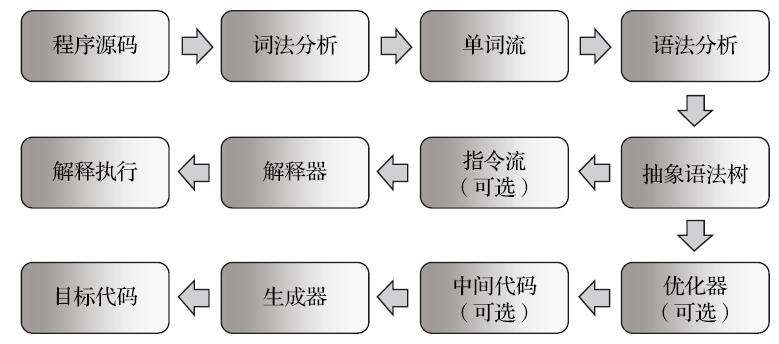 程序源码
词法分析
单词流
语法分析
解释执行
解释器
指令流
（可选）
抽象语法树
目标代码
生成器
中间代码
（可选）
优化器
（可选）